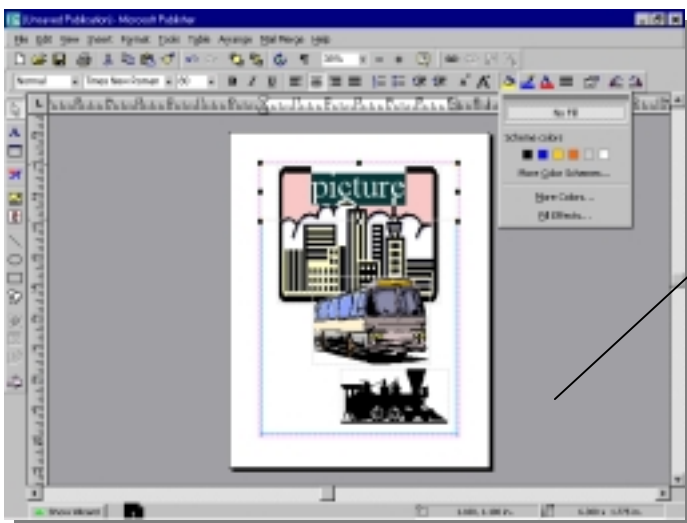 [Unsaved Publication] - Microsoft Publisher
File Edit View Insert Format Tools Table Arrange Mail Merge Help
Normal Times New Roman
No Fill
Scheme colors
More Color Schemes...
More Colors...
Fill Effects...
picture
Show Wizard